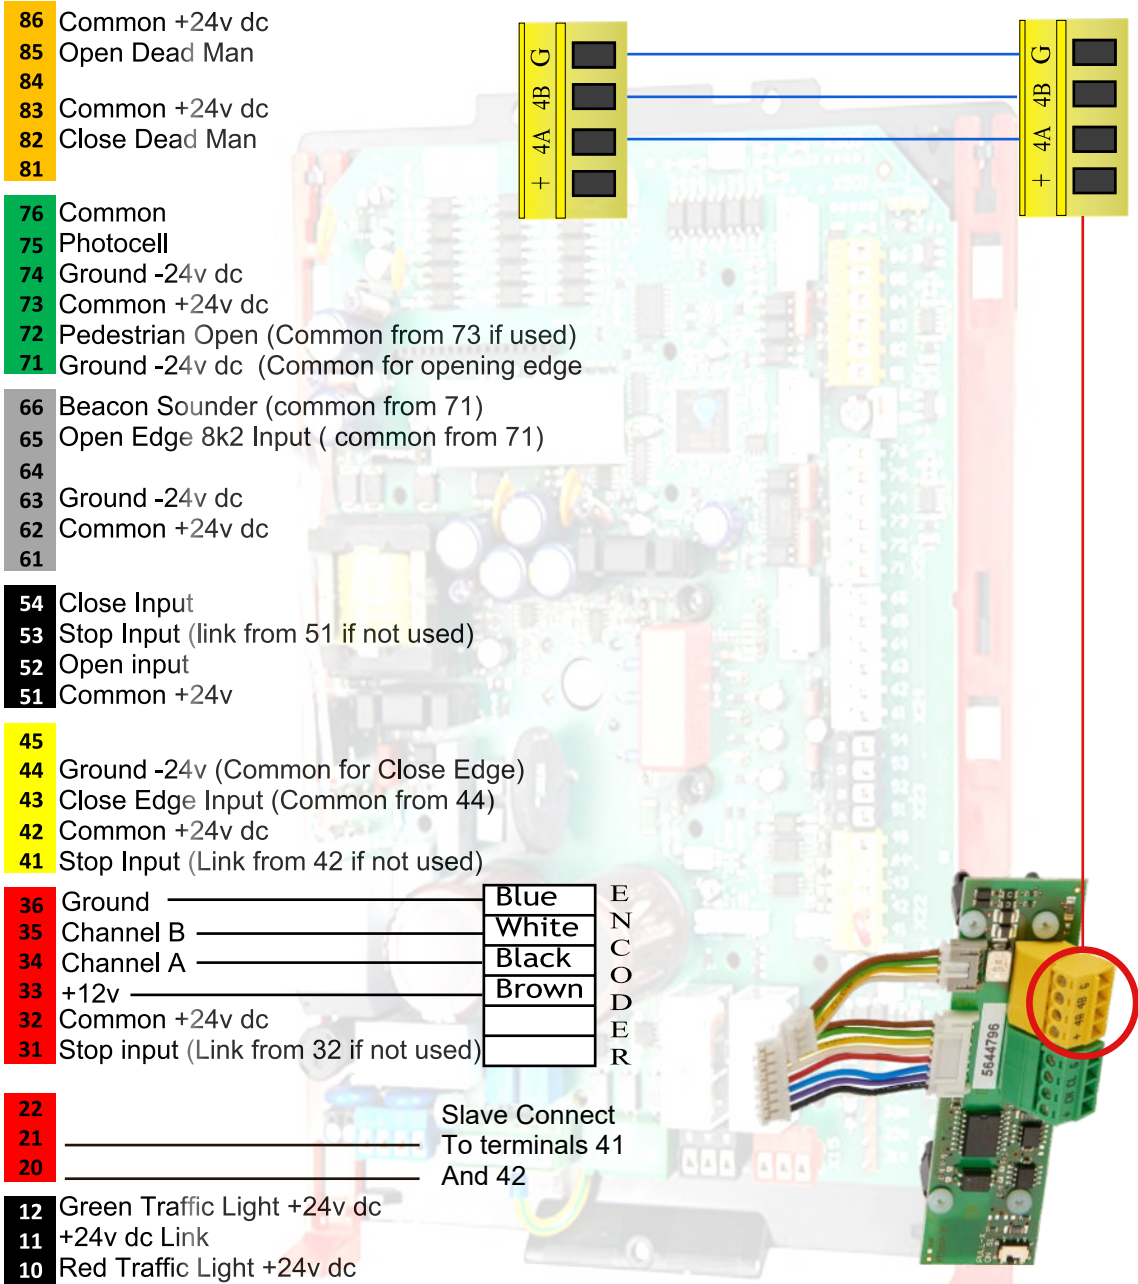 86 Common +24v dc
85 Open Dead Man
84
83 Common +24v dc
82 Close Dead Man
81
76 Common
75 Photocell
74 Ground -24v dc
73 Common +24v dc
72 Pedestrian Open (Common from 73 if used)
71 Ground -24v dc (Common for opening edge
66 Beacon Sounder (common from 71)
65 Open Edge 8k2 Input ( common from 71)
64
63 Ground -24v dc
62 Common +24v dc
61
54 Close Input
53 Stop Input (link from 51 if not used)
52 Open input
51 Common +24v
45
44 Ground -24v (Common for Close Edge)
43 Close Edge Input (Common from 44)
42 Common +24v dc
41 Stop Input (Link from 42 if not used)
36 Ground
35 Channel B
34 Channel A
33 +12v
32 Common +24v dc
31 Stop input (Link from 32 if not used)
Blue
White
Black
Brown
ENCODER
22
21
20
Slave Connect
To terminals 41
And 42
12 Green Traffic Light +24v dc
11 +24v dc Link
10 Red Traffic Light +24v dc
G
4B
4A
+
G
4B
4A
+
5644796
ON S1